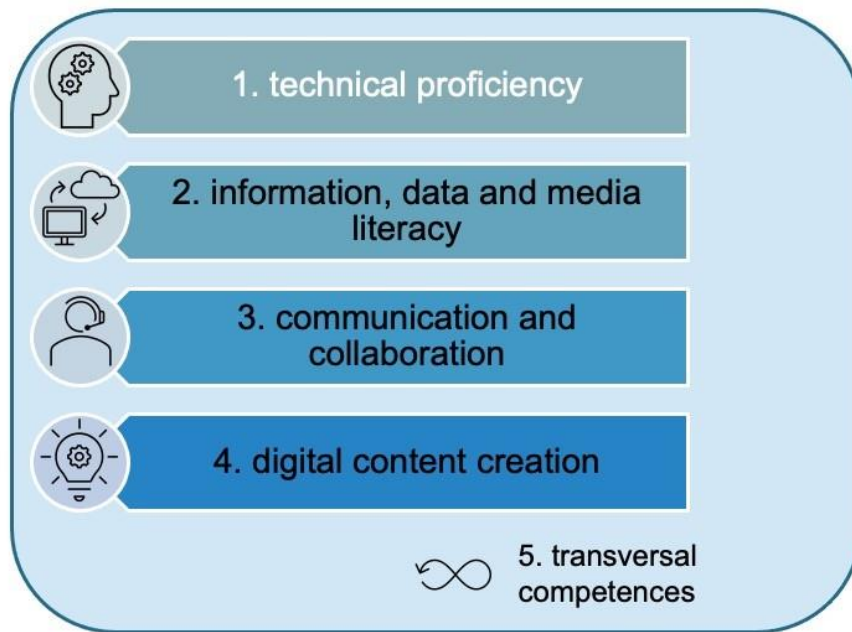 1. technical proficiency
2. information, data and media
literacy
3. communication and
collaboration
4. digital content creation
5. transversal
competences